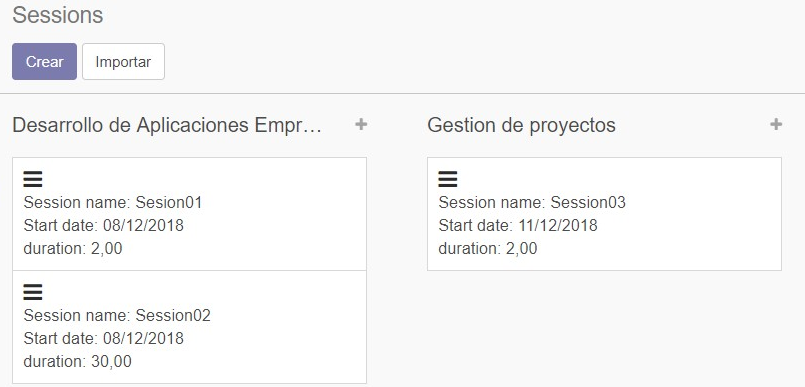 Sessions
Crear Importar
Desarrollo de Aplicaciones Empr…
Session name: Sesion01
Start date: 08/12/2018
duration: 2,00
Session name: Session02
Start date: 08/12/2018
duration: 30,00
Gestion de proyectos
Session name: Session03
Start date: 11/12/2018
duration: 2,00